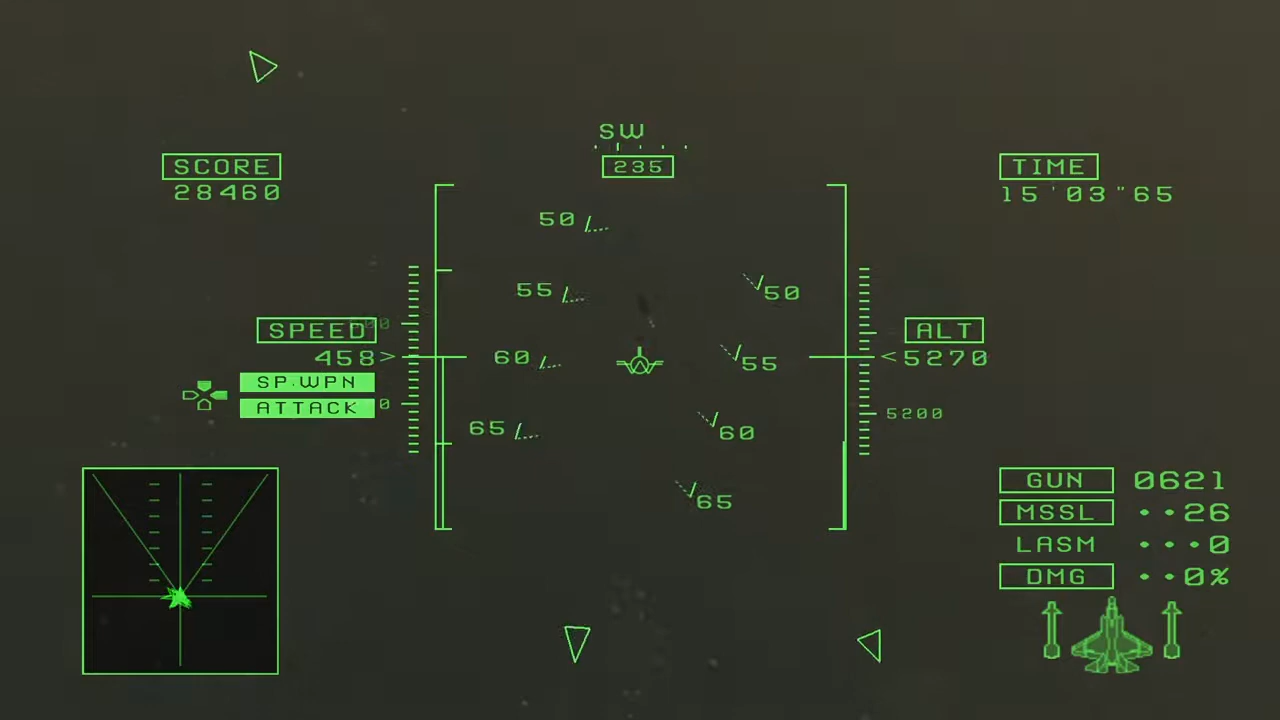 SW
235
SCORE
28460
TIME
15'03"65
50
55
60
65
50
55
60
65
SPEED
458>
SP.WPN
ATTACK
0
ALT
<5270
5200
GUN 0621
MSSL ··26
LASM ···0
DMG ··0%